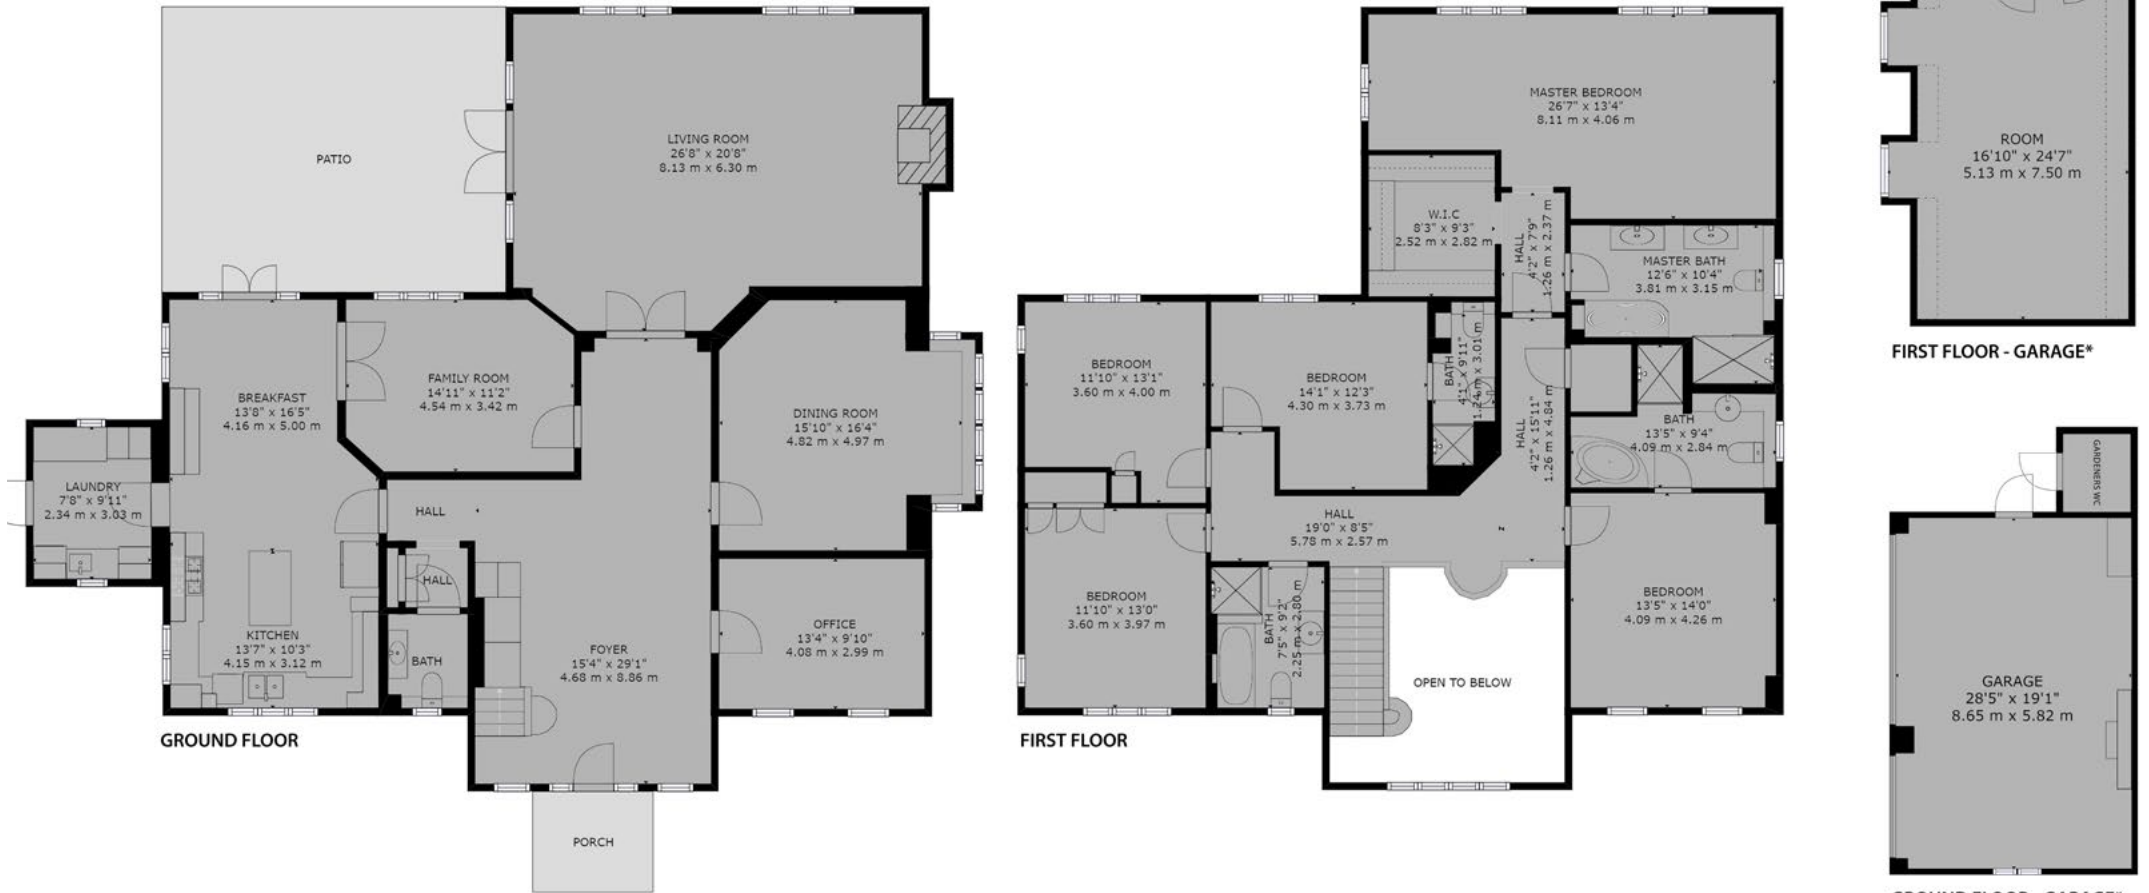 PATIO
LIVING ROOM
26'8" x 20'8"
8.13 m x 6.30 m
BREAKFAST
13'8" x 16'5"
4.16 m x 5.00 m
FAMILY ROOM
14'11" x 11'2"
4.54 m x 3.42 m
DINING ROOM
15'10" x 16'4"
4.82 m x 4.97 m
LAUNDRY
7'8" x 9'11"
2.34 m x 3.03 m
HALL
HALL
KITCHEN
13'7" x 10'3"
4.15 m x 3.12 m
BATH
FOYER
15'4" x 29'1"
4.68 m x 8.86 m
OFFICE
13'4" x 9'10"
4.08 m x 2.99 m
PORCH
GROUND FLOOR
MASTER BEDROOM
26'7" x 13'4"
8.11 m x 4.06 m
W.I.C
8'3" x 9'3"
2.52 m x 2.82 m
HALL
4'2" x 7'9"
1.26 m x 2.37 m
MASTER BATH
12'6" x 10'4"
3.81 m x 3.15 m
BEDROOM
11'10" x 13'1"
3.60 m x 4.00 m
BEDROOM
14'1" x 12'3"
4.30 m x 3.73 m
BATH
4'1" x 9'11"
1.24 m x 3.01 m
HALL
4'2" x 15'11"
1.26 m x 4.84 m
BATH
13'5" x 9'4"
4.09 m x 2.84 m
HALL
19'0" x 8'5"
5.78 m x 2.57 m
BEDROOM
11'10" x 13'0"
3.60 m x 3.97 m
BATH
7'5" x 9'2"
2.25 m x 2.80 m
OPEN TO BELOW
BEDROOM
13'5" x 14'0"
4.09 m x 4.26 m
FIRST FLOOR
ROOM
16'10" x 24'7"
5.13 m x 7.50 m
FIRST FLOOR - GARAGE*
GARDENERS WC
GARAGE
28'5" x 19'1"
8.65 m x 5.82 m
GROUND FLOOR - GARAGE*